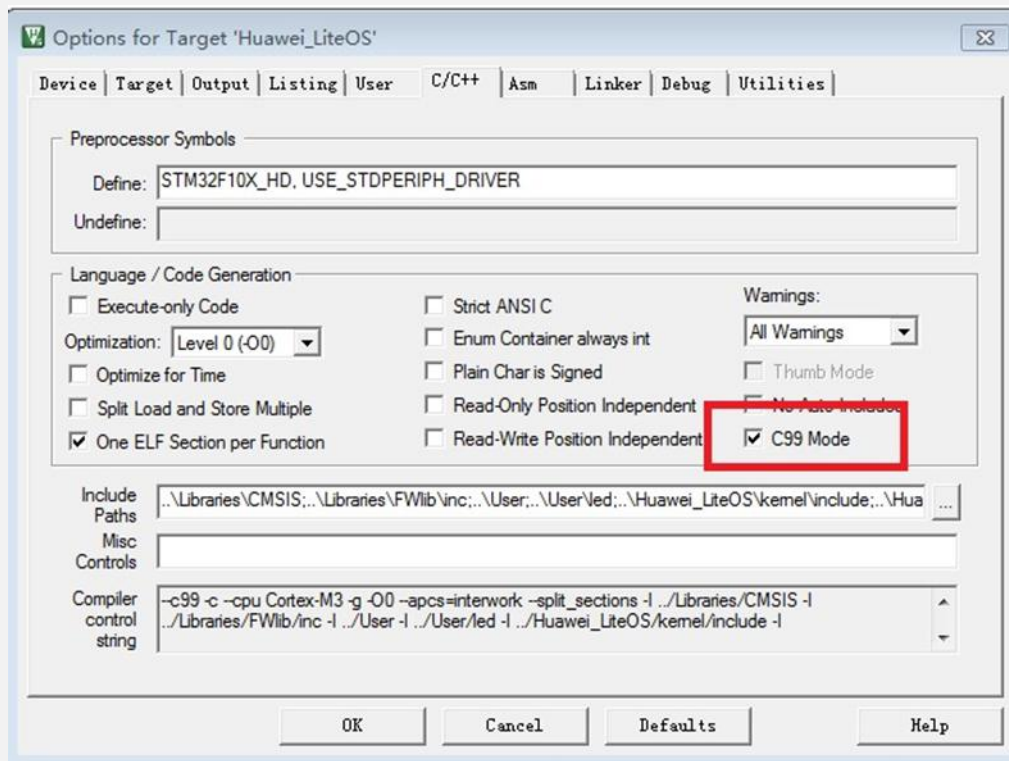 Options for Target 'Huawei_LiteOS'
Device Target Output Listing User C/C++ Asm Linker Debug Utilities
Preprocessor Symbols
Define: STM32F10X_HD, USE_STDPERIPH_DRIVER
Undefine:
Language / Code Generation
Execute-only Code
Strict ANSI C
Warnings:
Optimization: Level 0 (-O0)
Enum Container always int
All Warnings
Optimize for Time
Plain Char is Signed
Thumb Mode
Split Load and Store Multiple
Read-Only Position Independent
No Auto Includes
One ELF Section per Function
Read-Write Position Independent
C99 Mode
Include
Paths
..\Libraries\CMSIS;..\Libraries\FWlib\inc;..\User;..\User\led;..\Huawei_LiteOS\kernel\include;..\Hua
...
Misc
Controls
Compiler
control
string
--c99 -c --cpu Cortex-M3 -g -O0 --apcs=interwork --split_sections -I ../Libraries/CMSIS -I
../Libraries/FWlib/inc -I ../User -I ../User/led -I ../Huawei_LiteOS/kernel/include -I
OK Cancel Defaults Help